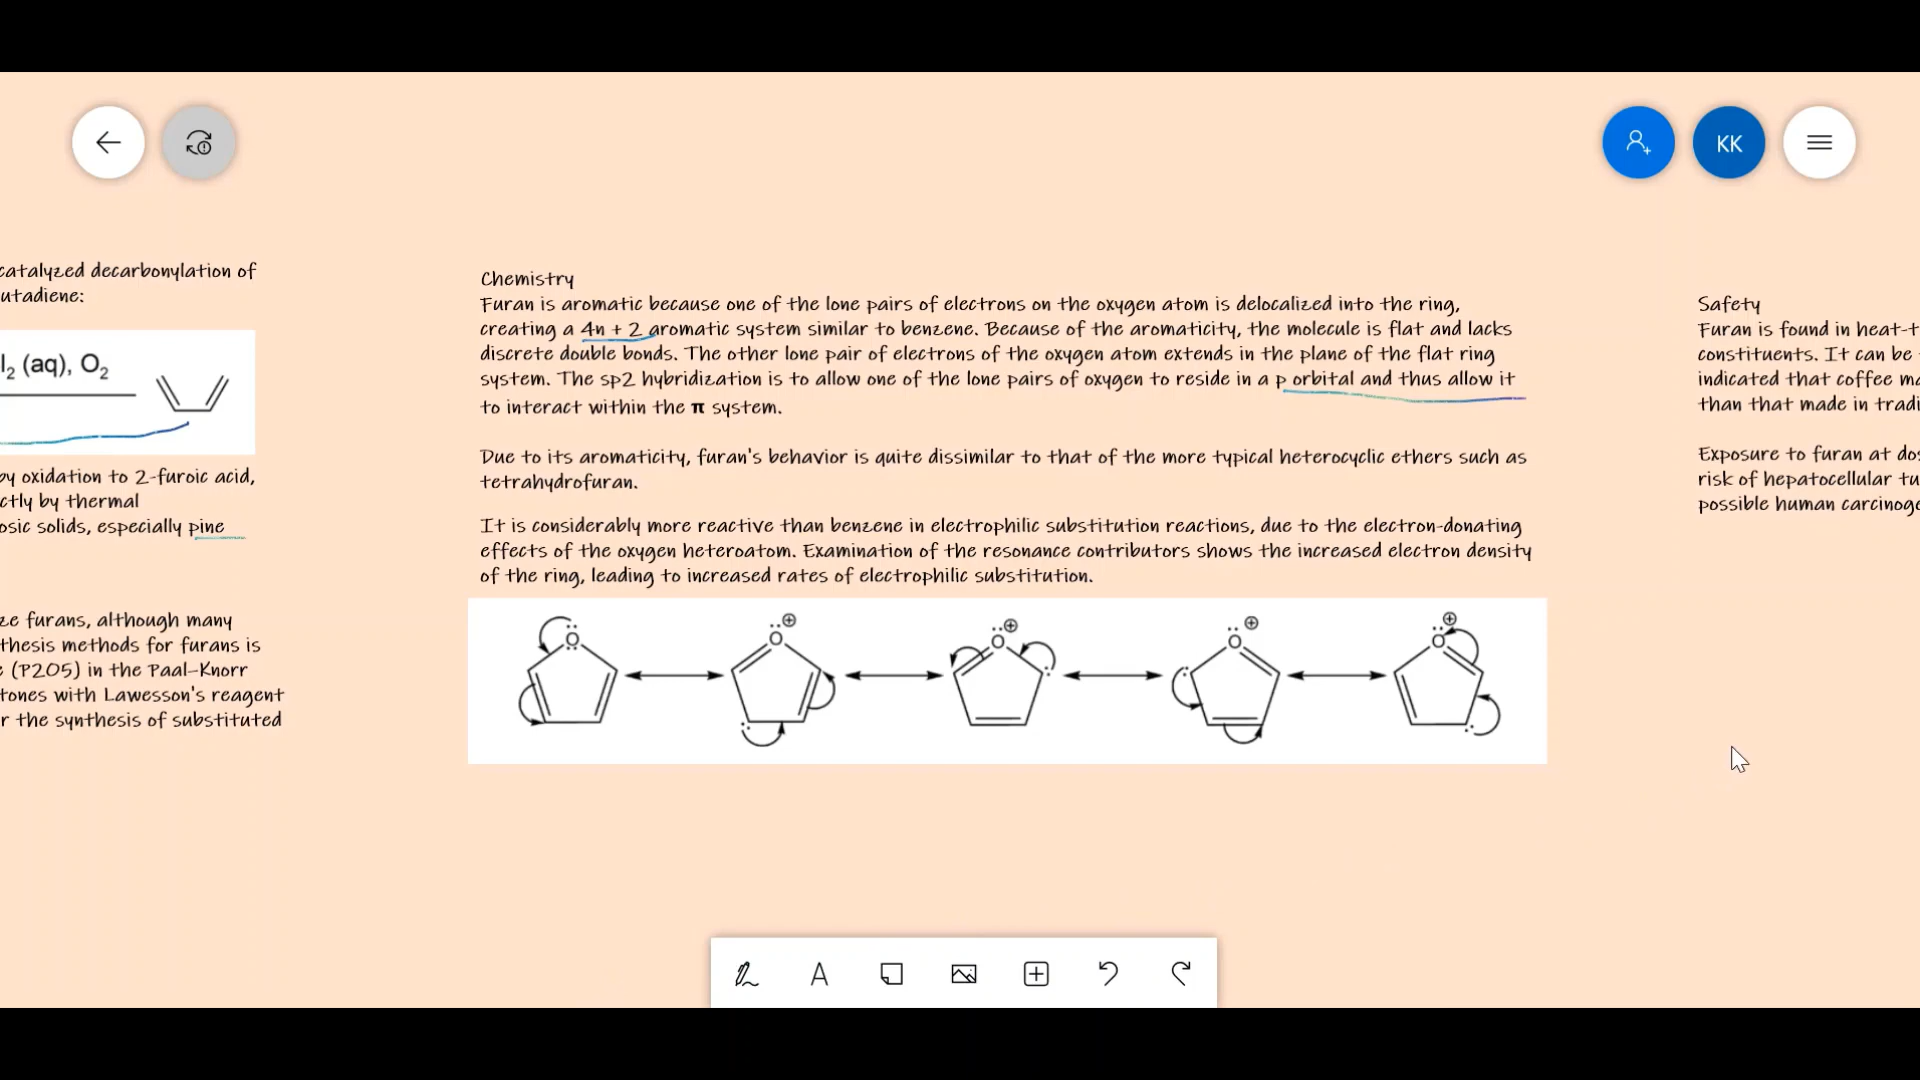 KK
catalyzed decarbonylation of
utadiene:
l₂ (aq), O₂
by oxidation to 2-furoic acid,
ctly by thermal
osic solids, especially pine
ze furans, although many
thesis methods for furans is
e (P2O5) in the Paal-Knorr
tones with Lawesson's reagent
r the synthesis of substituted
Chemistry
Furan is aromatic because one of the lone pairs of electrons on the oxygen atom is delocalized into the ring,
creating a 4n + 2 aromatic system similar to benzene. Because of the aromaticity, the molecule is flat and lacks
discrete double bonds. The other lone pair of electrons of the oxygen atom extends in the plane of the flat ring
system. The sp2 hybridization is to allow one of the lone pairs of oxygen to reside in a p orbital and thus allow it
to interact within the π system.
Due to its aromaticity, furan's behavior is quite dissimilar to that of the more typical heterocyclic ethers such as
tetrahydrofuran.
It is considerably more reactive than benzene in electrophilic substitution reactions, due to the electron-donating
effects of the oxygen heteroatom. Examination of the resonance contributors shows the increased electron density
of the ring, leading to increased rates of electrophilic substitution.
O O O O O
Safety
Furan is found in heat-t
constituents. It can be
indicated that coffee ma
than that made in tradi
Exposure to furan at dos
risk of hepatocellular tu
possible human carcinoge
A